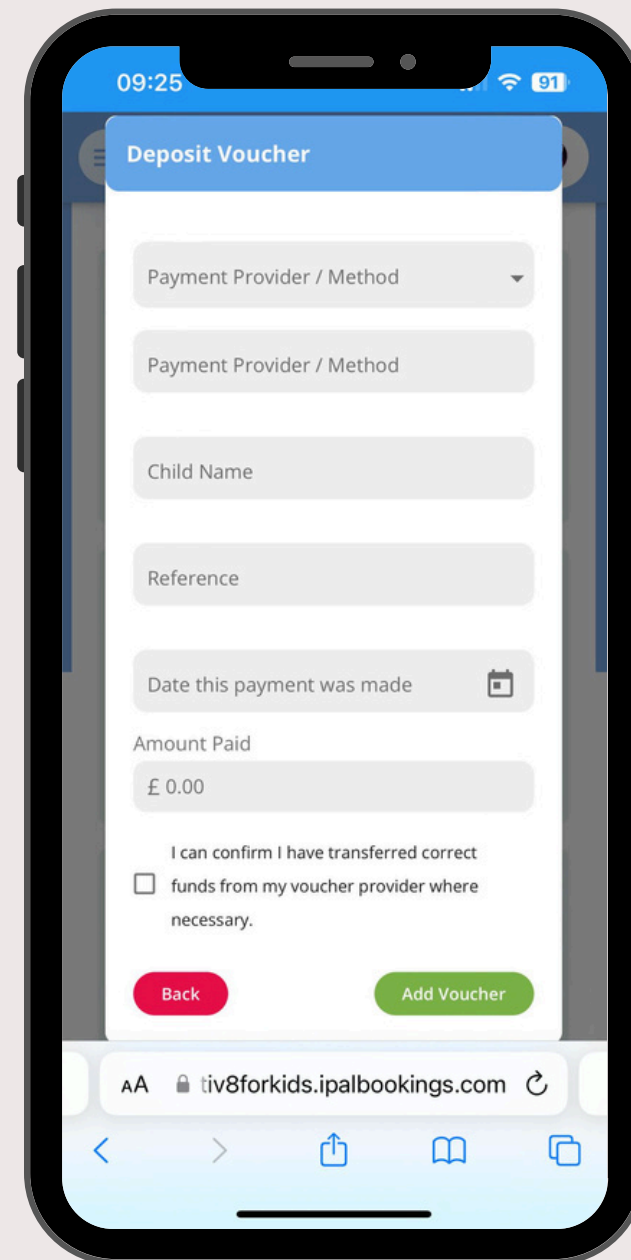 09:25
91
Deposit Voucher
Payment Provider / Method
Payment Provider / Method
Child Name
Reference
Date this payment was made
Amount Paid
£ 0.00
I can confirm I have transferred correct
funds from my voucher provider where
necessary.
Back
Add Voucher
AA tiv8forkids.ipalbookings.com